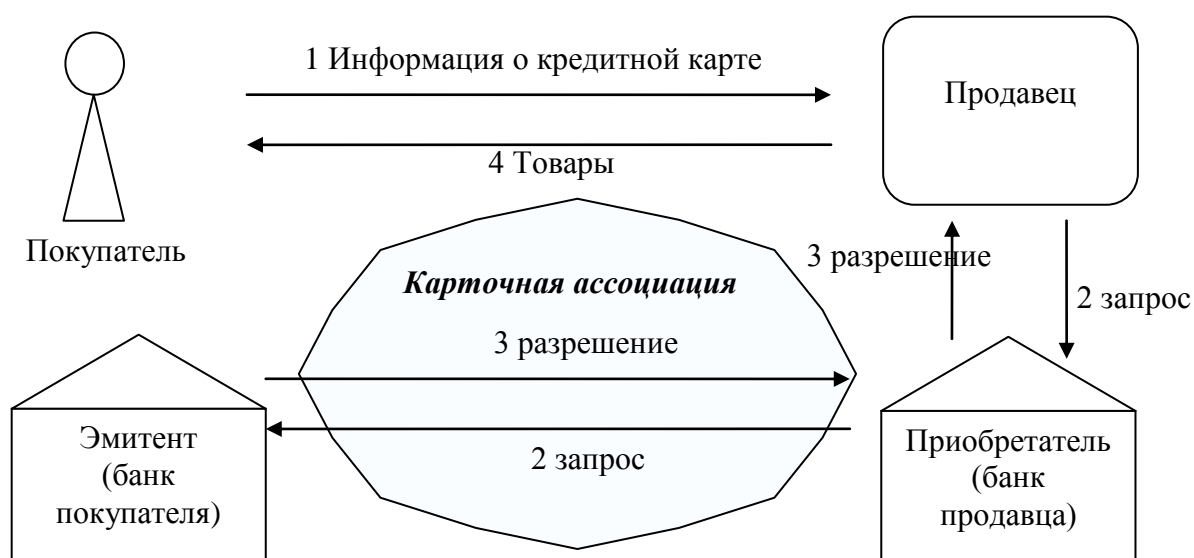 1 Информация о кредитной карте
Продавец
4 Товары
Покупатель
3 разрешение
Карточная ассоциация
2 запрос
3 разрешение
Эмитент
(банк
покупателя)
2 запрос
Приобретатель
(банк
продавца)